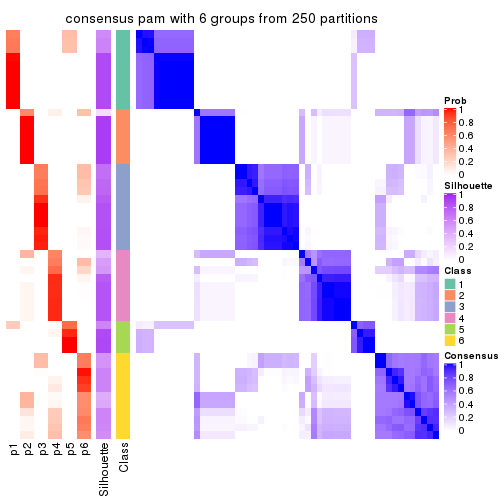 consensus pam with 6 groups from 250 partitions
Prob
1
0.8
0.6
0.4
0.2
0
Silhouette
1
0.8
0.6
0.4
0.2
0
Class
1
2
3
4
5
6
Consensus
1
0.8
0.6
0.4
0.2
0
p1
p2
p3
p4
p5
p6
Silhouette
Class